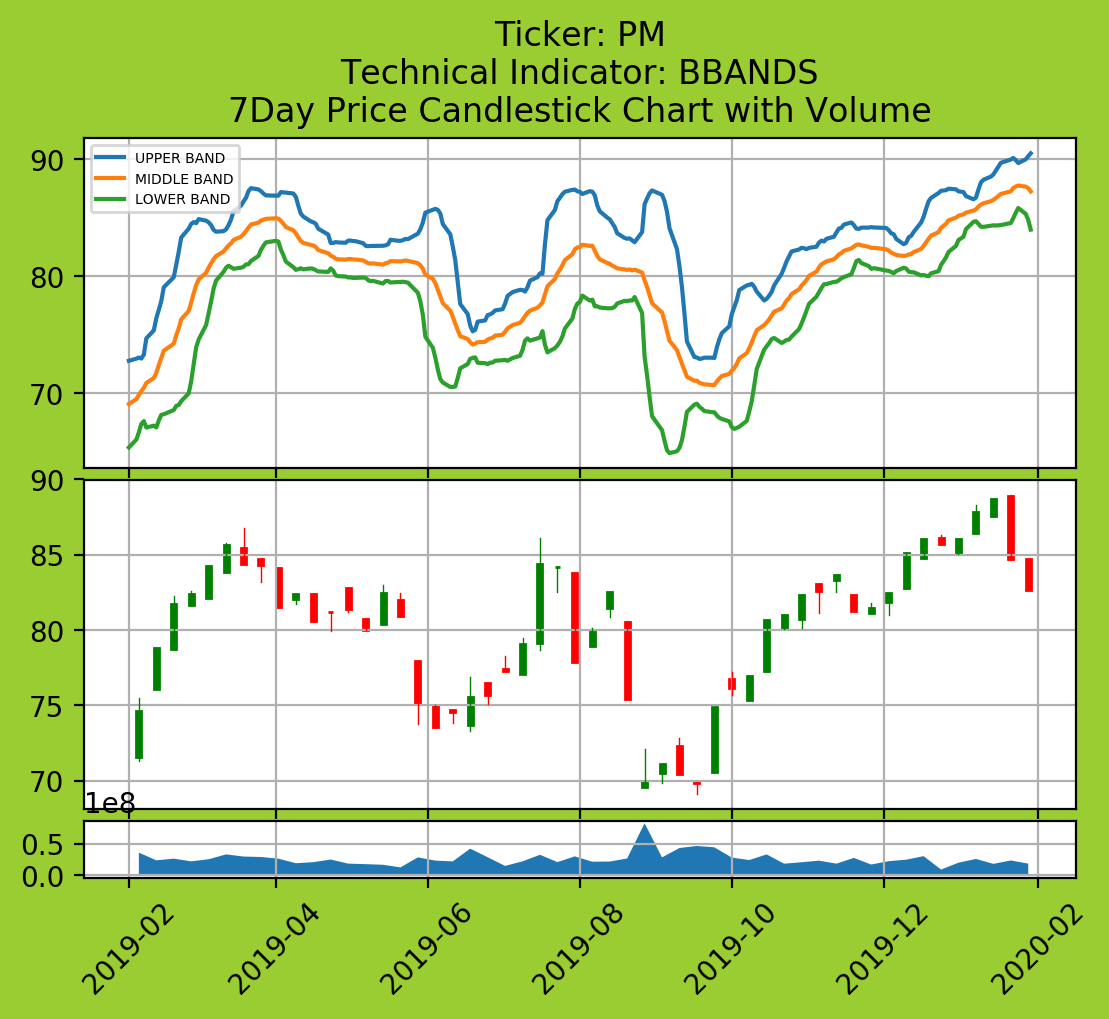 Ticker: PM
Technical Indicator: BBANDS
7Day Price Candlestick Chart with Volume
90
80
70
UPPER BAND
MIDDLE BAND
LOWER BAND
90
85
80
75
70
1e8
0.5
0.0
2019-02
2019-04
2019-06
2019-08
2019-10
2019-12
2020-02